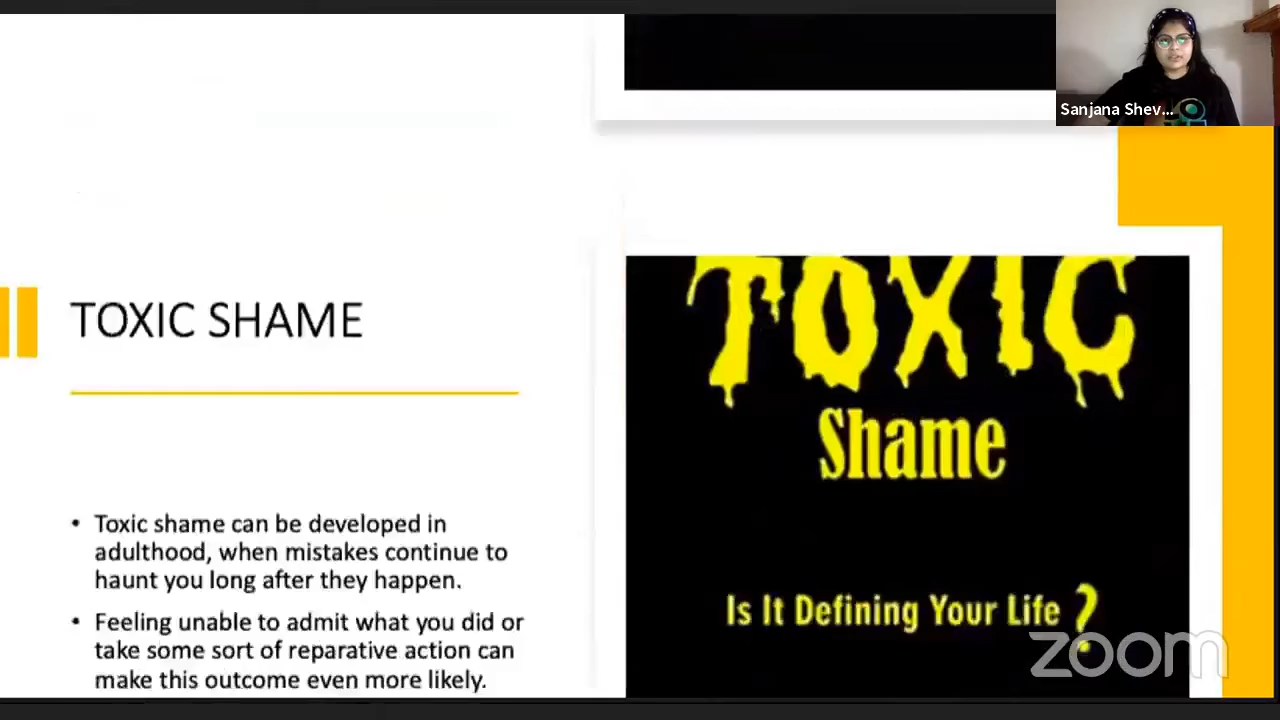 Sanjana Shev...
TOXIC SHAME
• Toxic shame can be developed in
adulthood, when mistakes continue to
haunt you long after they happen.
• Feeling unable to admit what you did or
take some sort of reparative action can
make this outcome even more likely.
TOXIC
Shame
Is It Defining Your Life ?
zoom